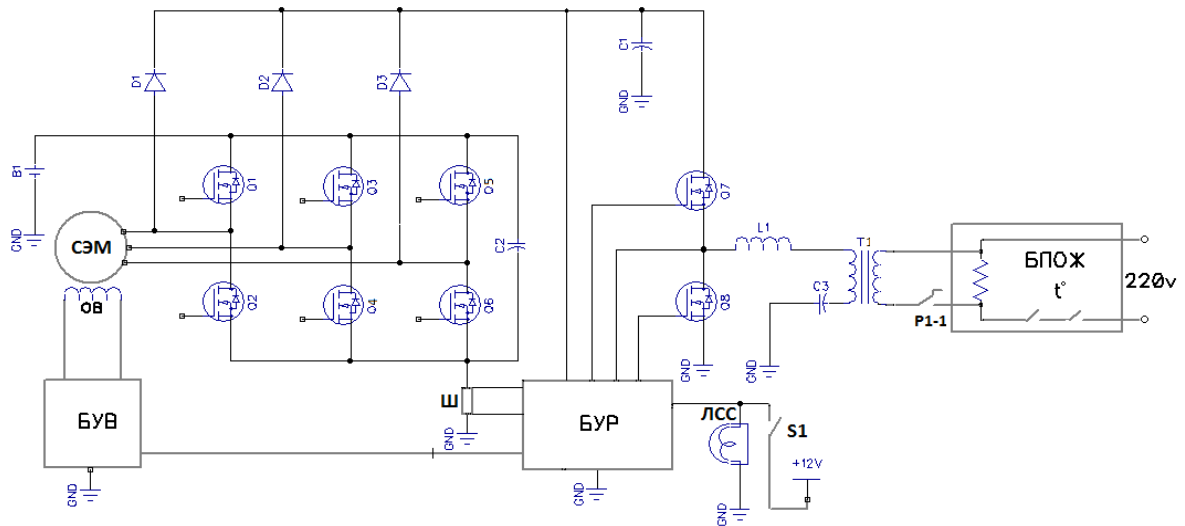 C1
GND
D1
D2
D3
B1
GND
Q1
Q3
Q5
Q7
СЭМ
C2
L1
T1
БПОЖ
t°
220v
ОВ
Q2
Q4
Q6
Q8
C3
P1-1
GND
GND
Ш
БУВ
БУР
ЛСС
S1
+12V
GND
GND
GND
GND